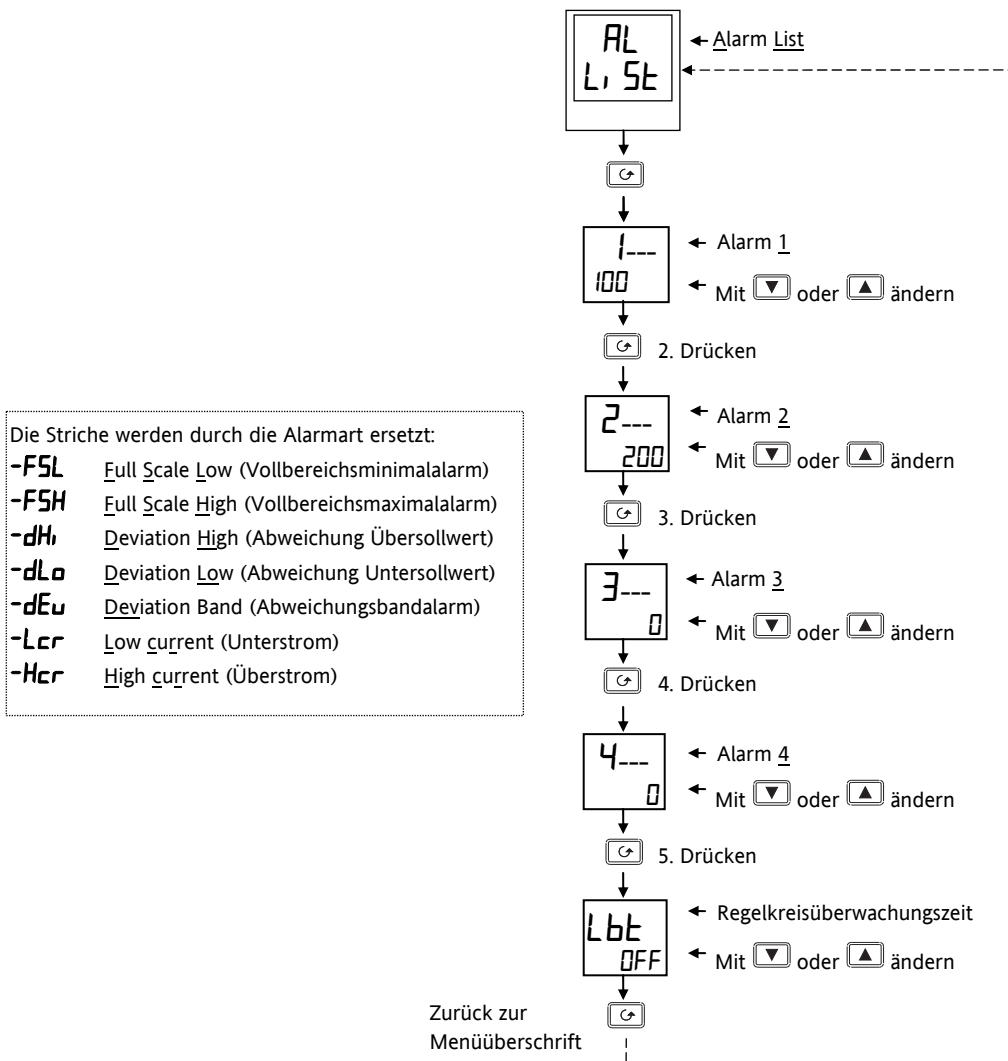 AL
Li St
Alarm List
1---
100
Alarm 1
Mit ▼ oder ▲ ändern
2. Drücken
2---
200
Alarm 2
Mit ▼ oder ▲ ändern
3. Drücken
3---
0
Alarm 3
Mit ▼ oder ▲ ändern
4. Drücken
4---
0
Alarm 4
Mit ▼ oder ▲ ändern
5. Drücken
Lbt
OFF
Regelkreisüberwachungszeit
Mit ▼ oder ▲ ändern
Zurück zur
Menüüberschrift
Die Striche werden durch die Alarmart ersetzt:
-FSL Full Scale Low (Vollbereichsminimalalarm)
-FSH Full Scale High (Vollbereichsmaximalalarm)
-dHi Deviation High (Abweichung Übersollwert)
-dLo Deviation Low (Abweichung Untersollwert)
-dEv Deviation Band (Abweichungsbandalarm)
-Lcr Low current (Unterstrom)
-Hcr High current (Überstrom)